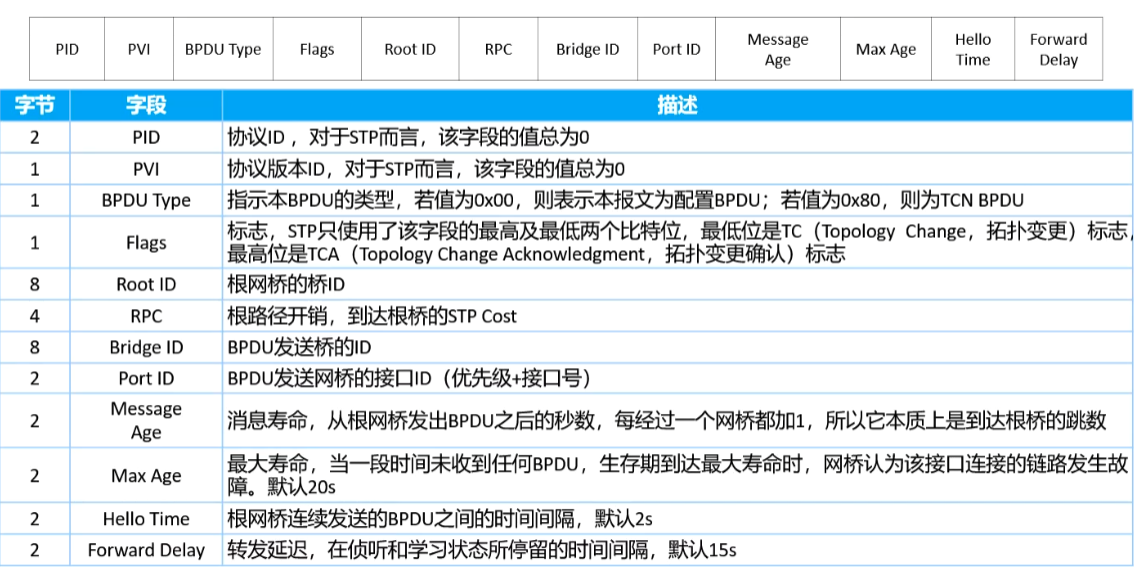 PID PVI BPDU Type Flags Root ID RPC Bridge ID Port ID Message Age Max Age Hello Time Forward Delay
字节 字段 描述
2 PID 协议ID ，对于STP而言，该字段的值总为0
1 PVI 协议版本ID，对于STP而言，该字段的值总为0
1 BPDU Type 指示本BPDU的类型，若值为0x00，则表示本报文为配置BPDU；若值为0x80，则为TCN BPDU
1 Flags 标志，STP只使用了该字段的最高及最低两个比特位，最低位是TC（Topology Change，拓扑变更）标志，
最高位是TCA（Topology Change Acknowledgment，拓扑变更确认）标志
8 Root ID 根网桥的桥ID
4 RPC 根路径开销，到达根桥的STP Cost
8 Bridge ID BPDU发送桥的ID
2 Port ID BPDU发送网桥的接口ID（优先级+接口号）
2 Message Age 消息寿命，从根网桥发出BPDU之后的秒数，每经过一个网桥都加1，所以它本质上是到达根桥的跳数
2 Max Age 最大寿命，当一段时间未收到任何BPDU，生存期到达最大寿命时，网桥认为该接口连接的链路发生故
障。默认20s
2 Hello Time 根网桥连续发送的BPDU之间的时间间隔，默认2s
2 Forward Delay 转发延迟，在侦听和学习状态所停留的时间间隔，默认15s